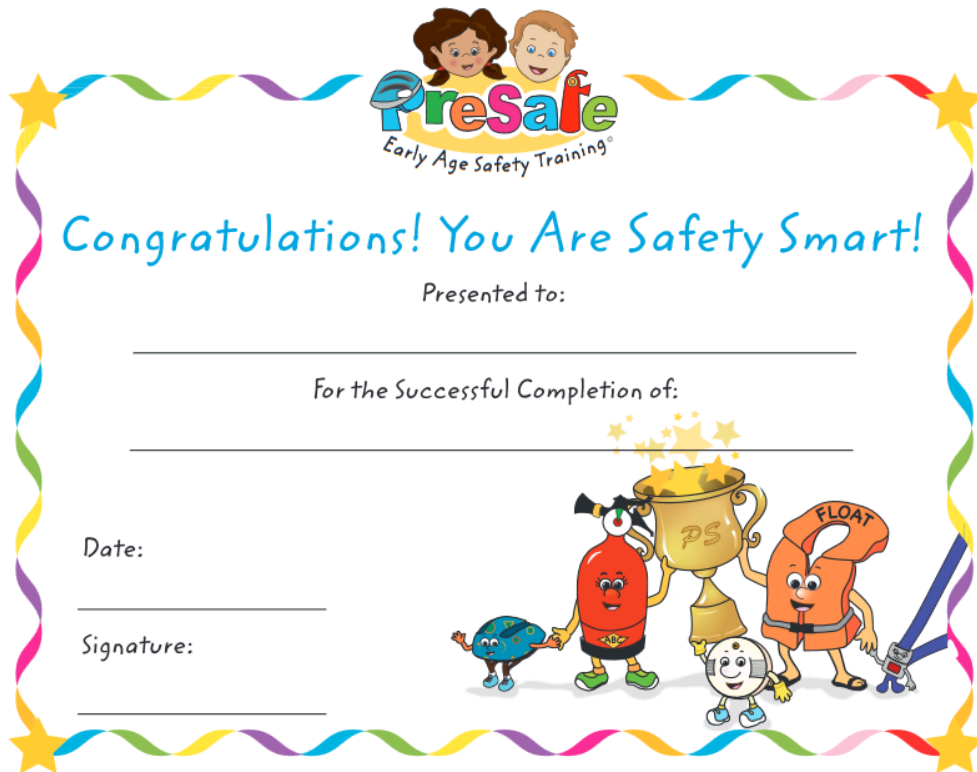 PreSafe
Early Age Safety Training©
Congratulations! You Are Safety Smart!
Presented to:
For the Successful Completion of:
PS
FLOAT
Date:
ABC
Signature: